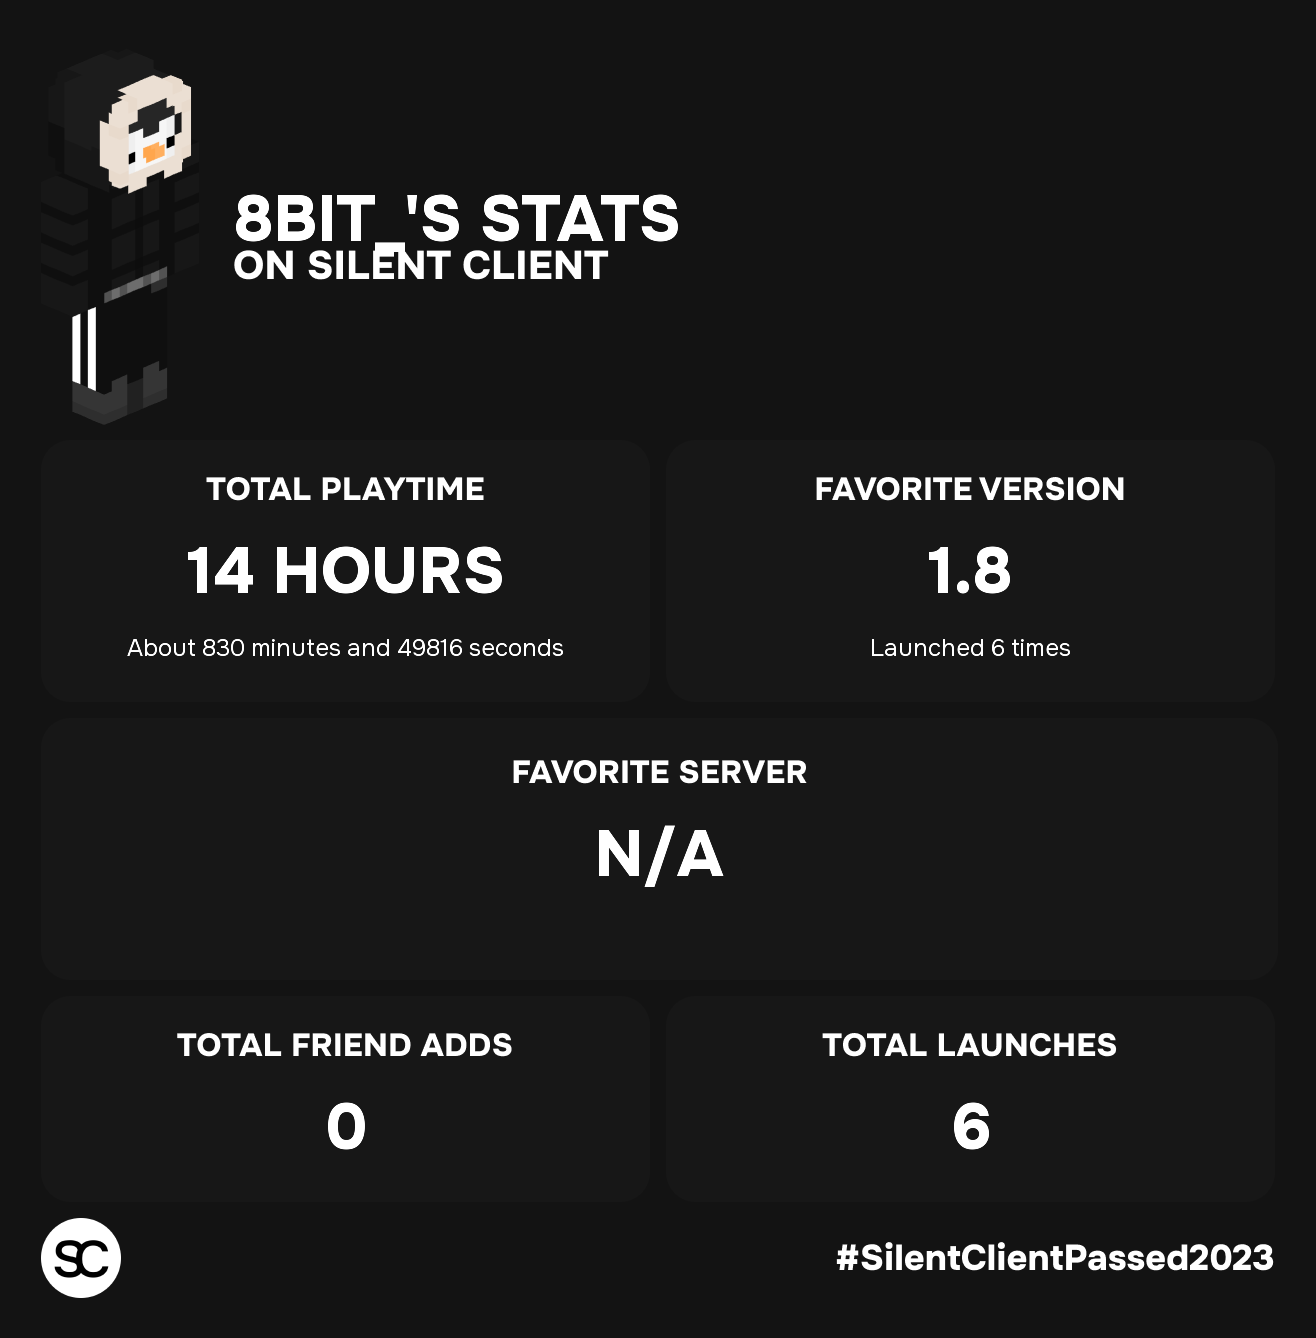 8BIT_'S STATS
ON SILENT CLIENT
TOTAL PLAYTIME
14 HOURS
About 830 minutes and 49816 seconds
FAVORITE VERSION
1.8
Launched 6 times
FAVORITE SERVER
N/A
TOTAL FRIEND ADDS
0
TOTAL LAUNCHES
6
SC
#SilentClientPassed2023